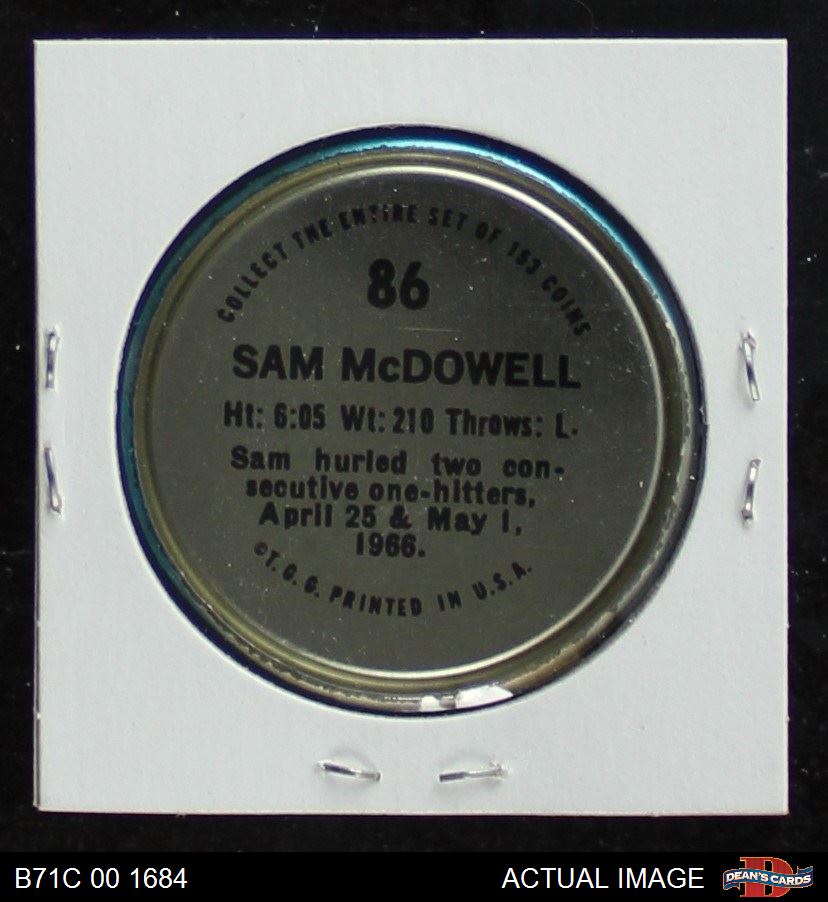 COLLECT THE ENTIRE SET OF 153 COINS
86
SAM McDOWELL
Ht: 6:05 Wt: 210 Throws: L.
Sam hurled two con-
secutive one-hitters,
April 25 & May 1,
1966.
©T.C.G. PRINTED IN U.S.A.
B71C 00 1684
ACTUAL IMAGE
D
DEAN'S CARDS